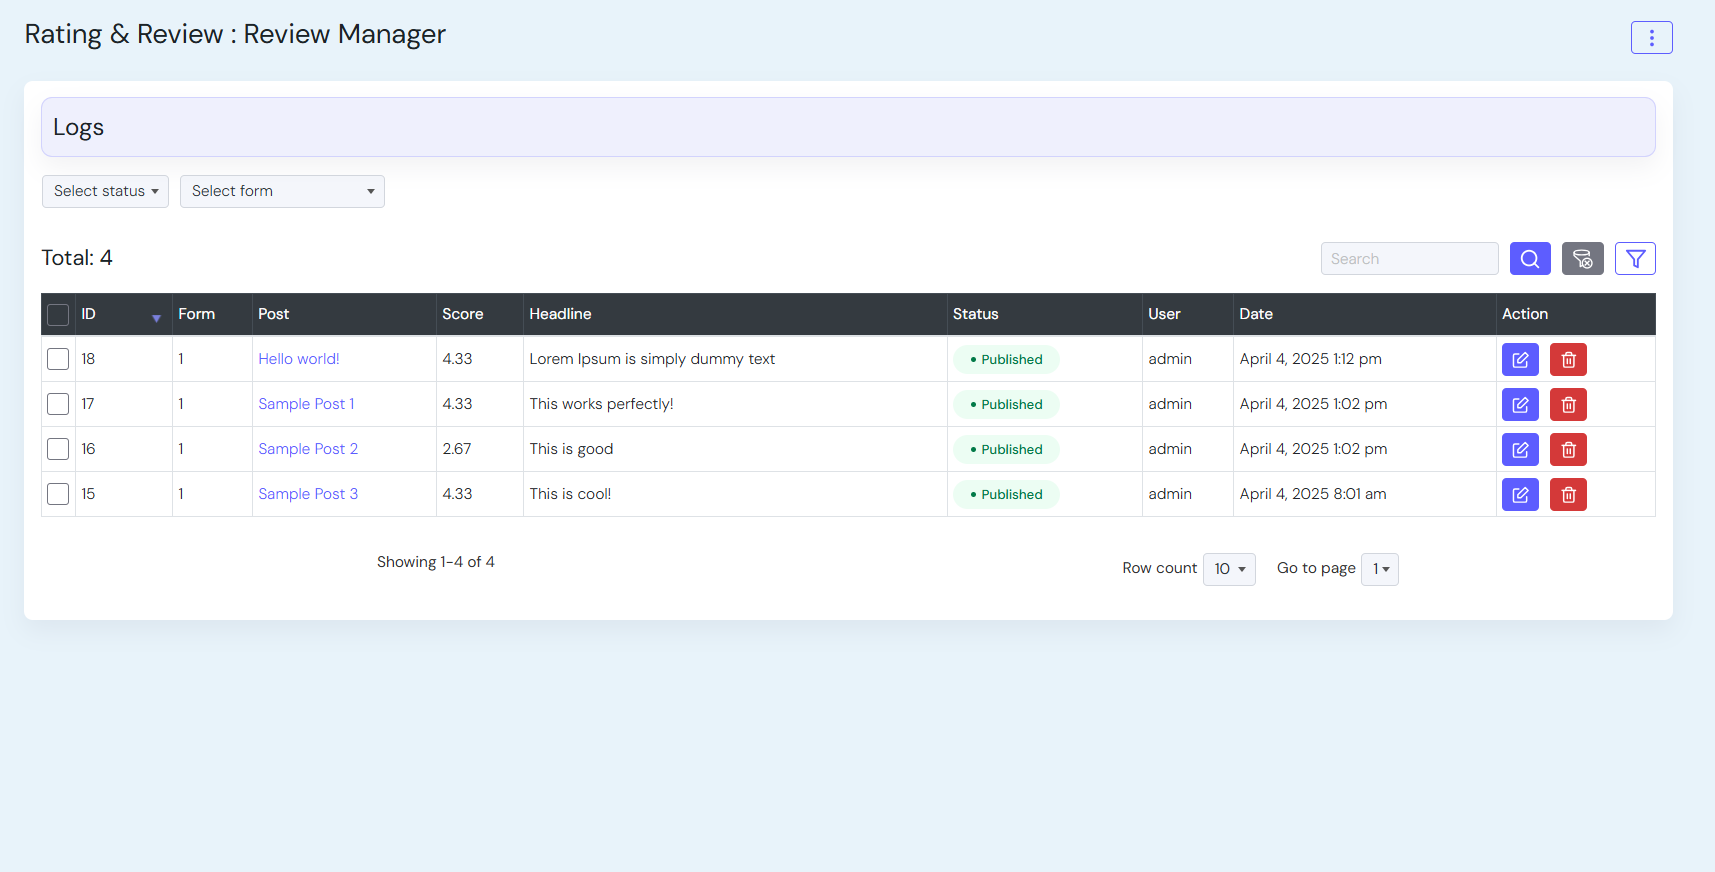 Rating & Review : Review Manager
Logs
Select status Select form
Total: 4 Search
ID Form Post Score Headline Status User Date Action
18 1 Hello world! 4.33 Lorem Ipsum is simply dummy text Published admin April 4, 2025 1:12 pm
17 1 Sample Post 1 4.33 This works perfectly! Published admin April 4, 2025 1:02 pm
16 1 Sample Post 2 2.67 This is good Published admin April 4, 2025 1:02 pm
15 1 Sample Post 3 4.33 This is cool! Published admin April 4, 2025 8:01 am
Showing 1-4 of 4 Row count 10 Go to page 1